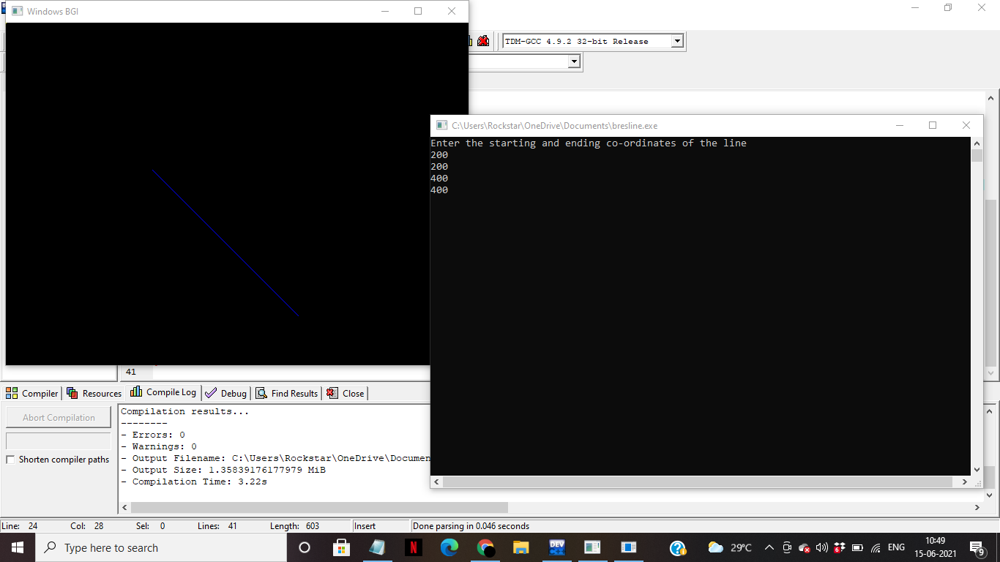 Windows BGI
TDM-GCC 4.9.2 32-bit Release
C:\Users\Rockstar\OneDrive\Documents\bresline.exe
Enter the starting and ending co-ordinates of the line
200
200
400
400
41
Compiler Resources Compile Log Debug Find Results Close
Abort Compilation
Shorten compiler paths
Compilation results...
--------
- Errors: 0
- Warnings: 0
- Output Filename: C:\Users\Rockstar\OneDrive\Documen
- Output Size: 1.35839176177979 MiB
- Compilation Time: 3.22s
Line: 24 Col: 28 Sel: 0 Lines: 41 Length: 603 Insert Done parsing in 0.046 seconds
Type here to search
N
DEV
29°C
6
ENG
10:49
15-06-2021
9